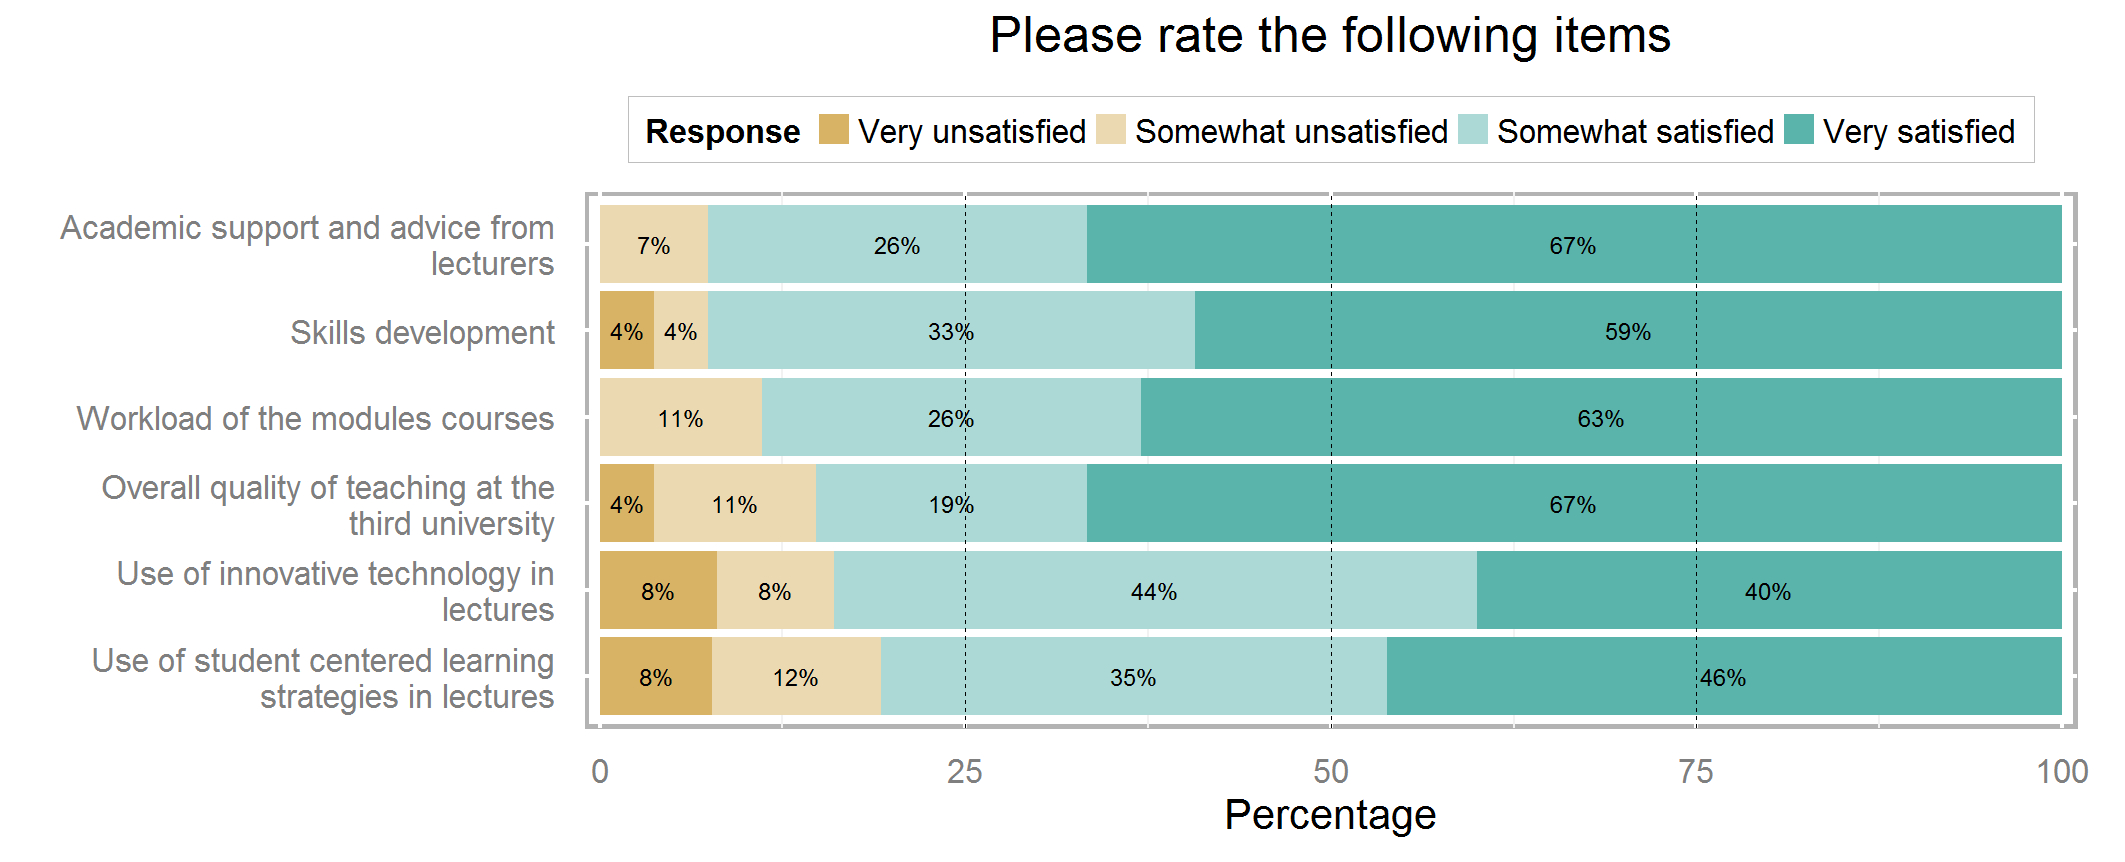 Please rate the following items
Response Very unsatisfied Somewhat unsatisfied Somewhat satisfied Very satisfied
Academic support and advice from
lecturers
7% 26% 67%
Skills development
4% 4% 33% 59%
Workload of the modules courses
11% 26% 63%
Overall quality of teaching at the
third university
4% 11% 19% 67%
Use of innovative technology in
lectures
8% 8% 44% 40%
Use of student centered learning
strategies in lectures
8% 12% 35% 46%
0 25 50 75 100
Percentage